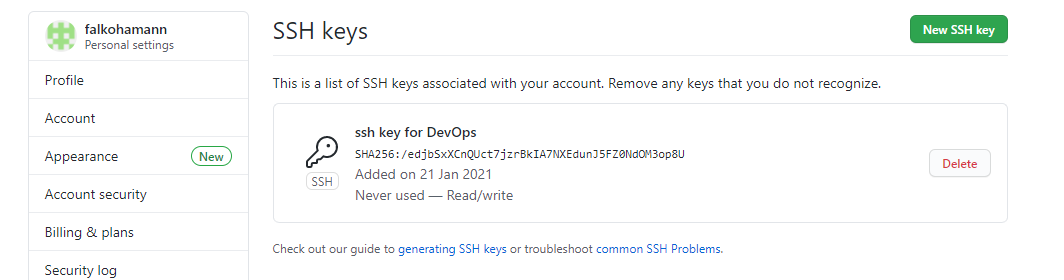 falkohamann
Personal settings
Profile
Account
Appearance New
Account security
Billing & plans
Security log
SSH keys
New SSH key
This is a list of SSH keys associated with your account. Remove any keys that you do not recognize.
ssh key for DevOps
SHA256:/edjbSxXCnQUct7jzrBkIA7NXEdunJ5FZ0NdOM3op8U
Added on 21 Jan 2021
Never used — Read/write
SSH
Delete
Check out our guide to generating SSH keys or troubleshoot common SSH Problems.